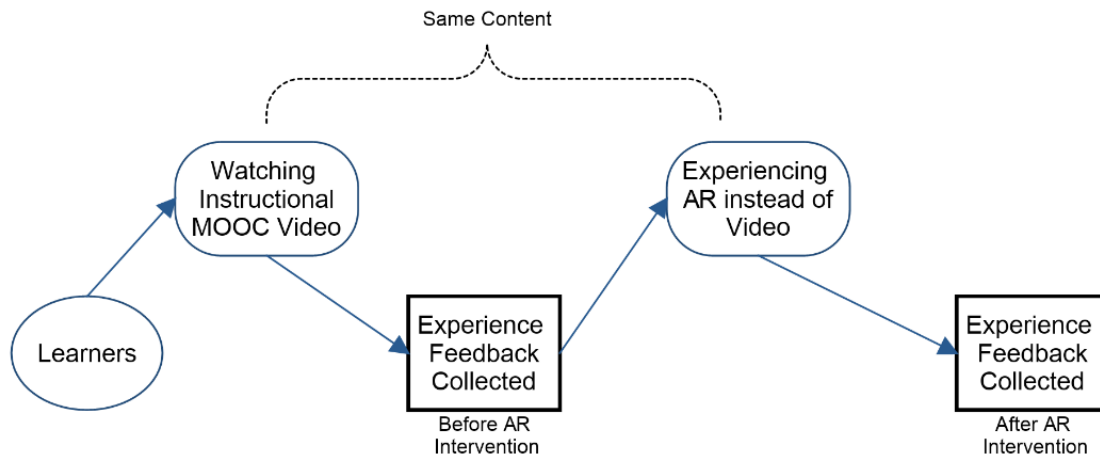 Same Content
Watching
Instructional
MOOC Video
Experiencing
AR instead of
Video
Learners
Experience
Feedback
Collected
Before AR
Intervention
Experience
Feedback
Collected
After AR
Intervention